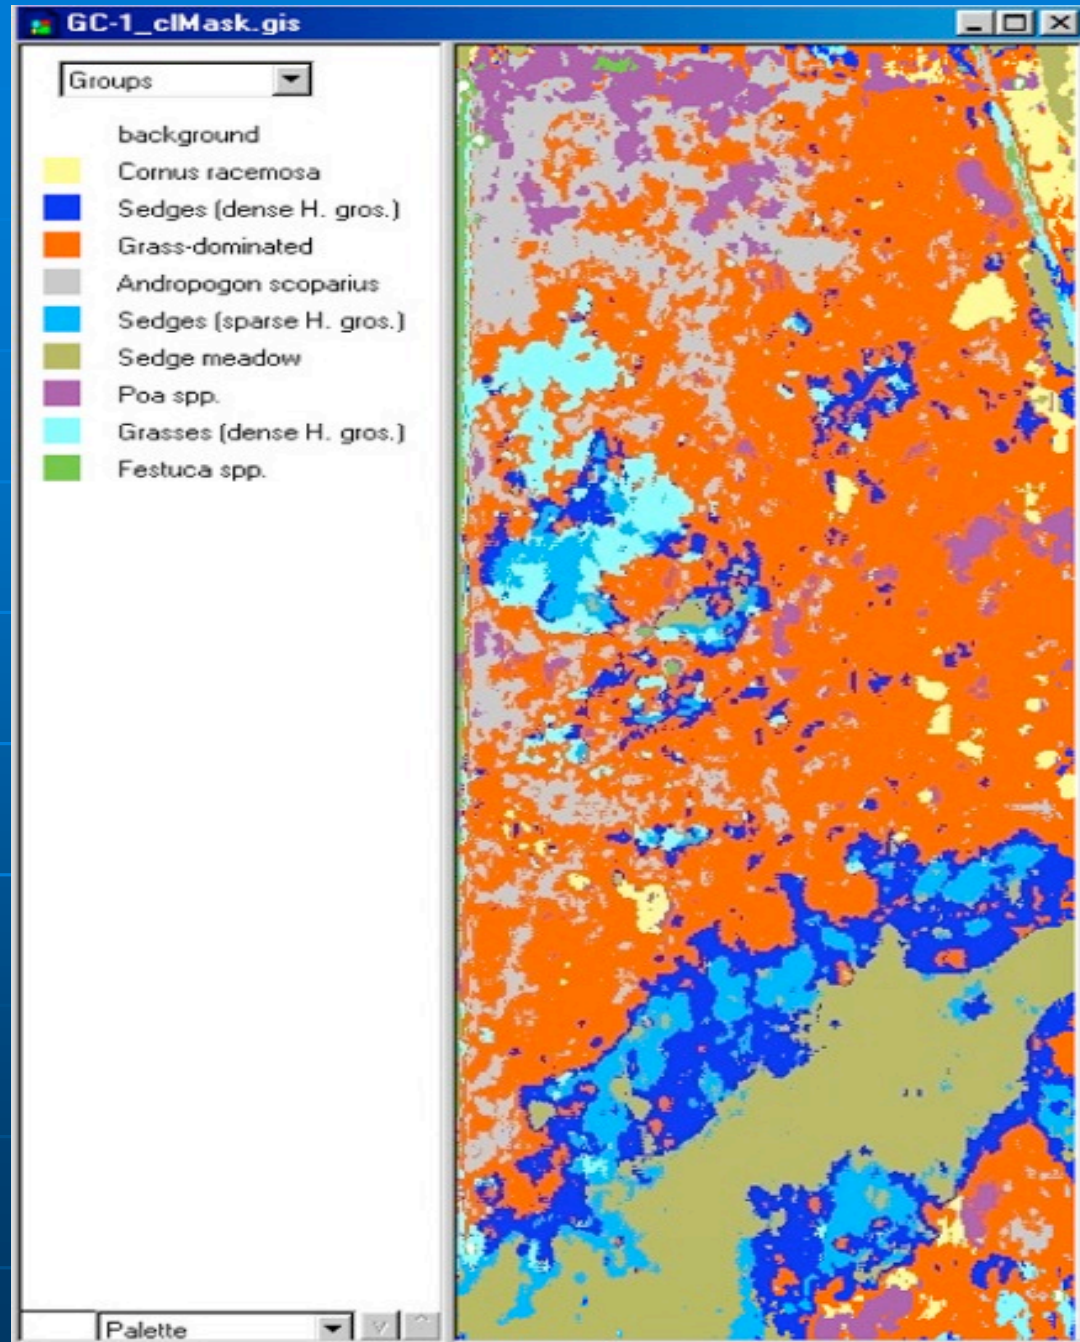 GC-1_clMask.gis
Groups
background
Cornus racemosa
Sedges (dense H. gros.)
Grass-dominated
Andropogon scoparius
Sedges (sparse H. gros.)
Sedge meadow
Poa spp.
Grasses (dense H. gros.)
Festuca spp.
Palette